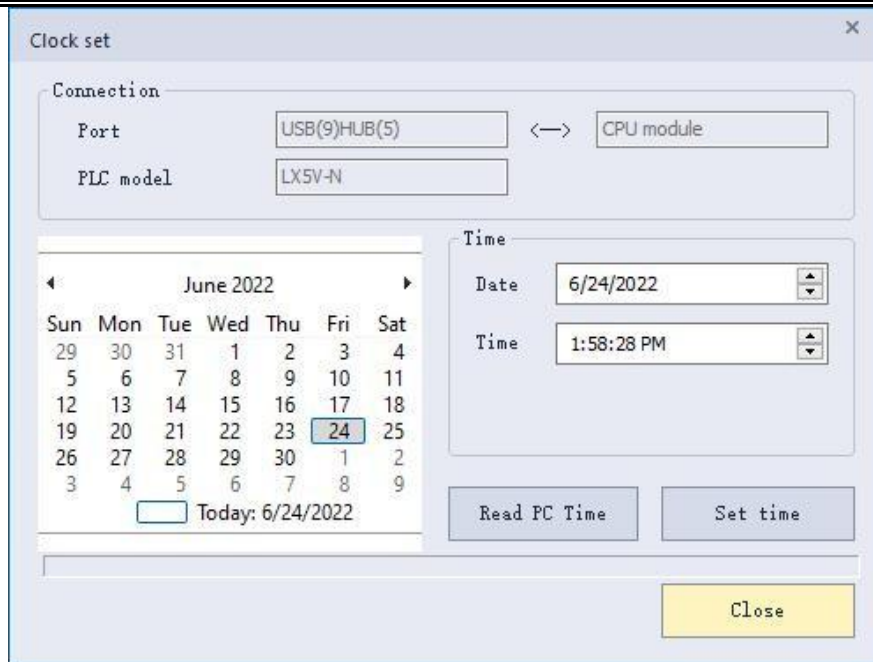 Clock set
×
Connection
Port USB(9)HUB(5) <—> CPU module
PLC model LX5V-N
June 2022
Sun Mon Tue Wed Thu Fri Sat
29 30 31 1 2 3 4
5 6 7 8 9 10 11
12 13 14 15 16 17 18
19 20 21 22 23 24 25
26 27 28 29 30 1 2
3 4 5 6 7 8 9
Today: 6/24/2022
Time
Date 6/24/2022
Time 1:58:28 PM
Read PC Time
Set time
Close